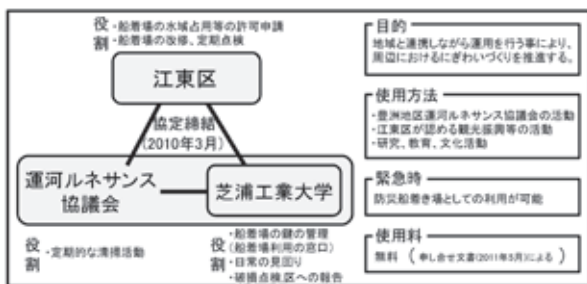 役割
・船着場の水域占用等の許可申請
・船着場の改修、定期点検
江東区
協定締結
(2010年3月)
運河ルネサンス
協議会
芝浦工業大学
役割
・定期的な清掃活動
役割
・船着場の鍵の管理
(船着場利用の窓口)
・日常の見回り
・破損点検、区への報告
目的
地域と連携しながら運用を行う事により、
周辺におけるにぎわいづくりを推進する。
使用方法
・豊洲地区運河ルネサンス協議会の活動
・江東区が認める観光振興等の活動
・研究、教育、文化活動
緊急時
防災船着き場としての利用が可能
使用料
無料 (申し合せ文書(2011年5月)による)